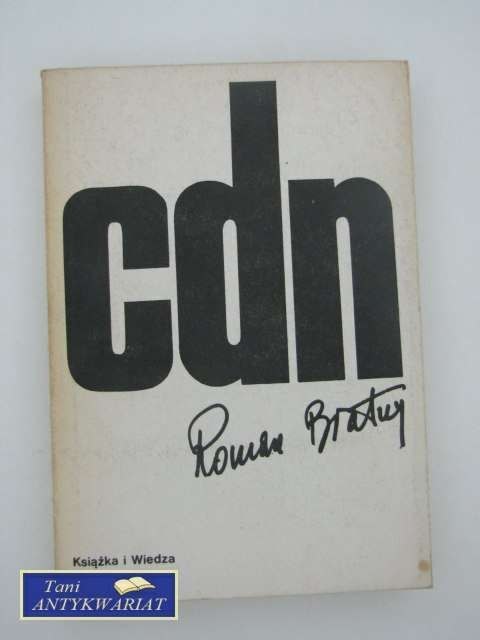 cdn
Roman Bratny
Książka i Wiedza
Tani
ANTYKWARIAT